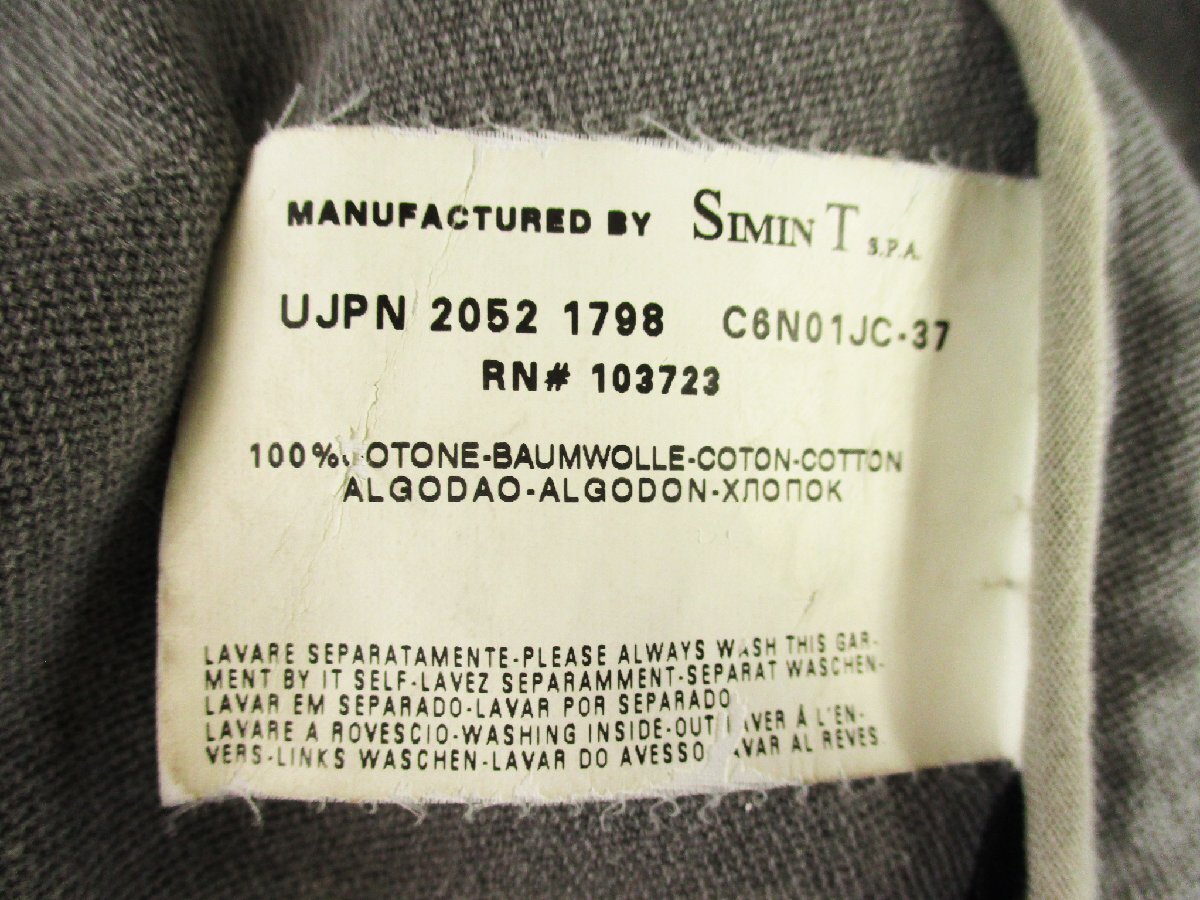 MANUFACTURED BY SIMIN T S.P.A.
UJPN 2052 1798 C6N01JC-37
RN# 103723
100% OTONE-BAUMWOLLE-COTON-COTTON
ALGODAO-ALGODON-ХЛОПОК
LAVARE SEPARATAMENTE-PLEASE ALWAYS WASH THIS GAR-
MENT BY IT SELF-LAVEZ SEPARAMMENT-SEPARAT WASCHEN-
LAVAR EM SEPARADO-LAVAR POR SEPARADO
LAVARE A ROVESCIO-WASHING INSIDE-OUT LAVER À L'EN-
VERS-LINKS WASCHEN-LAVAR DO AVESSO LAVAR AL REVES